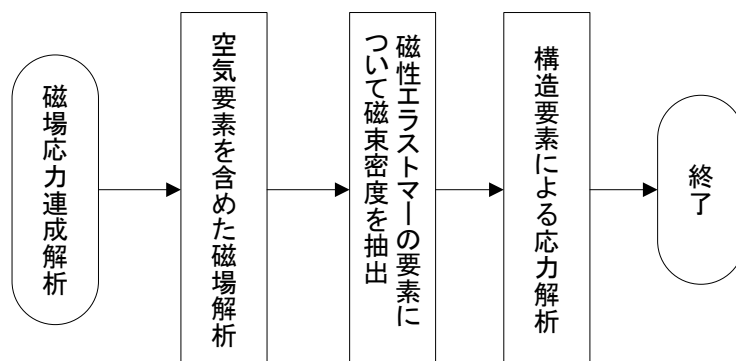 磁場応力連成解析
空気要素を含めた磁場解析
磁性エラストマーの要素に
ついて磁束密度を抽出
構造要素による応力解析
終了